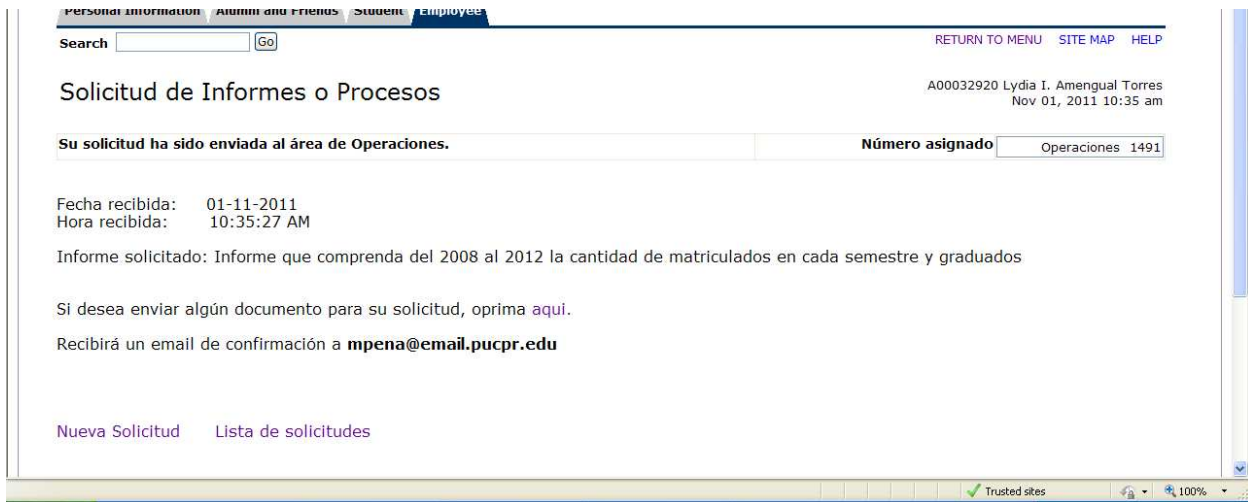 Personal Information Alumni and Friends Student Employee
Search Go RETURN TO MENU SITE MAP HELP
Solicitud de Informes o Procesos
A00032920 Lydia I. Amengual Torres
Nov 01, 2011 10:35 am
Su solicitud ha sido enviada al área de Operaciones. Número asignado Operaciones 1491
Fecha recibida: 01-11-2011
Hora recibida: 10:35:27 AM
Informe solicitado: Informe que comprenda del 2008 al 2012 la cantidad de matriculados en cada semestre y graduados
Si desea enviar algún documento para su solicitud, oprima aqui.
Recibirá un email de confirmación a mpena@email.pucpr.edu
Nueva Solicitud Lista de solicitudes
Trusted sites 100%